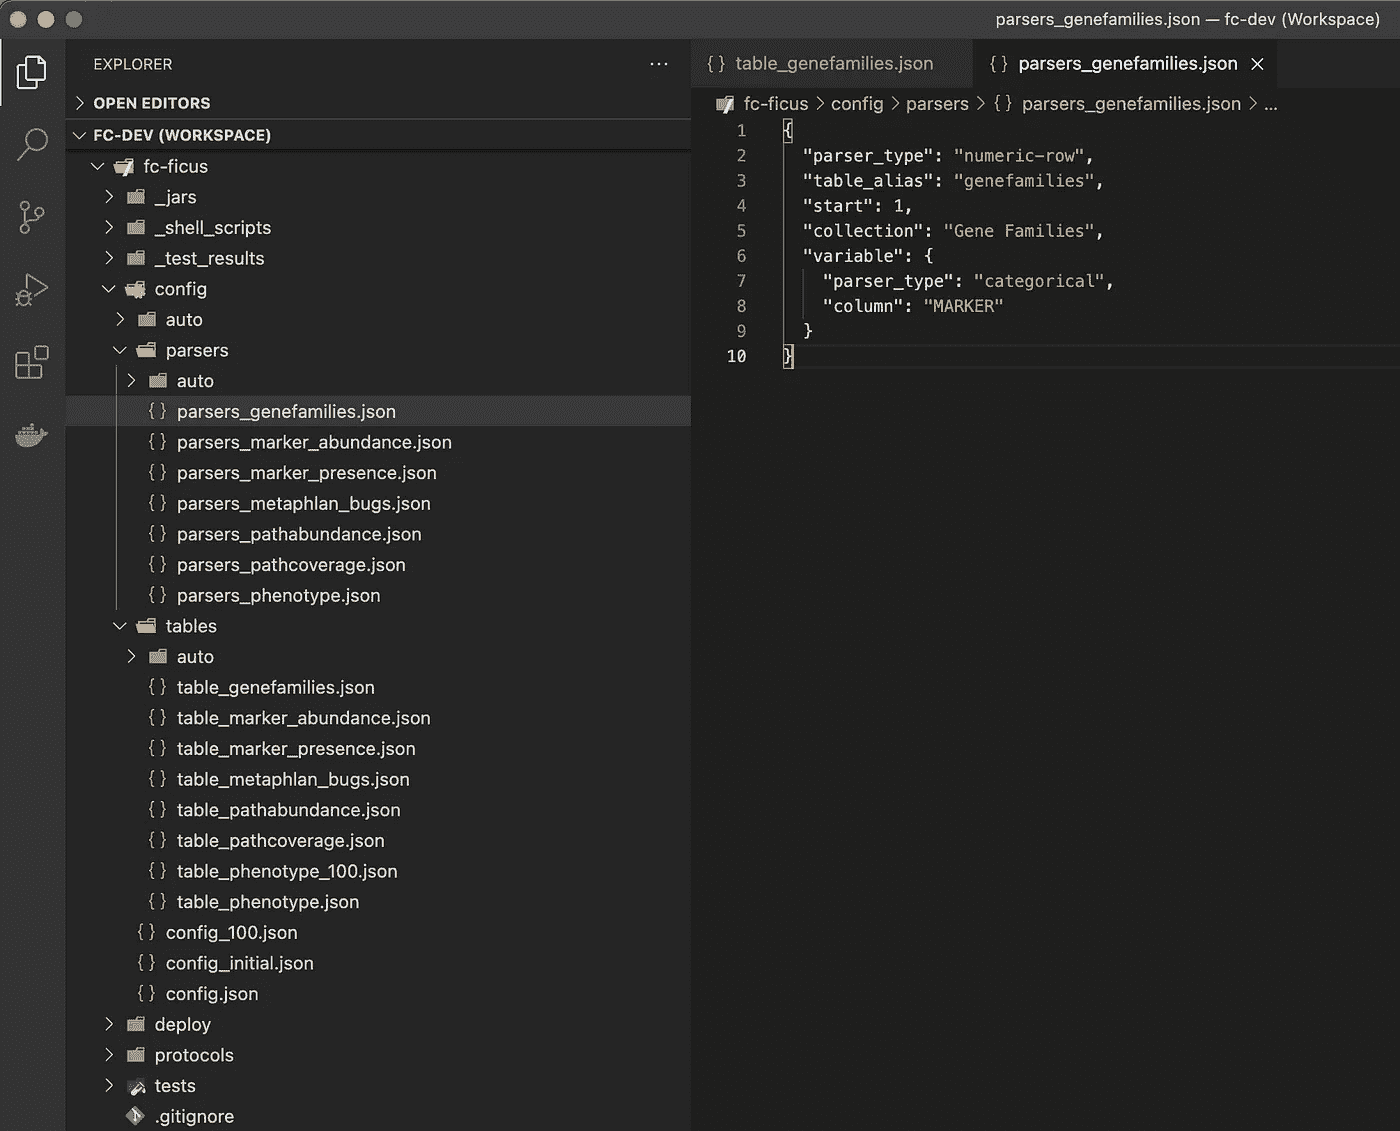 parsers_genefamilies.json — fc-dev (Workspace)
EXPLORER
...
OPEN EDITORS
FC-DEV (WORKSPACE)
fc-ficus
_jars
_shell_scripts
_test_results
config
auto
parsers
auto
{} parsers_genefamilies.json
{} parsers_marker_abundance.json
{} parsers_marker_presence.json
{} parsers_metaphlan_bugs.json
{} parsers_pathabundance.json
{} parsers_pathcoverage.json
{} parsers_phenotype.json
tables
auto
{} table_genefamilies.json
{} table_marker_abundance.json
{} table_marker_presence.json
{} table_metaphlan_bugs.json
{} table_pathabundance.json
{} table_pathcoverage.json
{} table_phenotype_100.json
{} table_phenotype.json
{} config_100.json
{} config_initial.json
{} config.json
deploy
protocols
tests
.gitignore
{} table_genefamilies.json {} parsers_genefamilies.json ×
fc-ficus > config > parsers > {} parsers_genefamilies.json > ...
1 {
2 "parser_type": "numeric-row",
3 "table_alias": "genefamilies",
4 "start": 1,
5 "collection": "Gene Families",
6 "variable": {
7 "parser_type": "categorical",
8 "column": "MARKER"
9 }
10 }